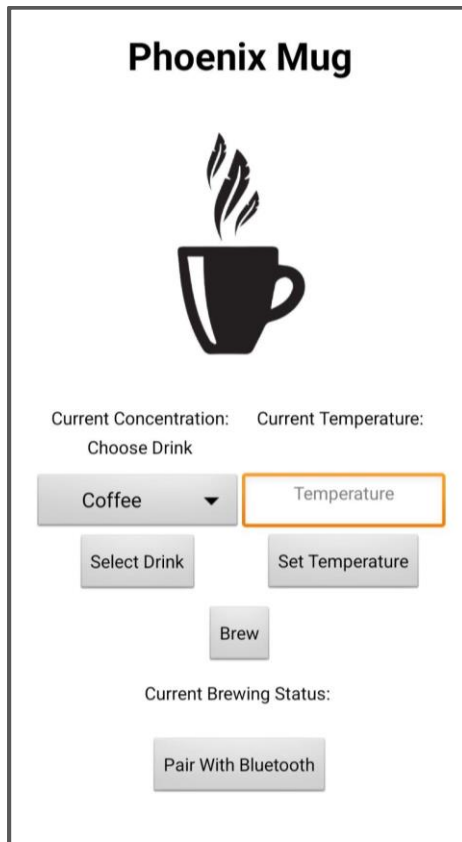 Phoenix Mug
Current Concentration:
Current Temperature:
Choose Drink
Coffee
Temperature
Select Drink
Set Temperature
Brew
Current Brewing Status:
Pair With Bluetooth